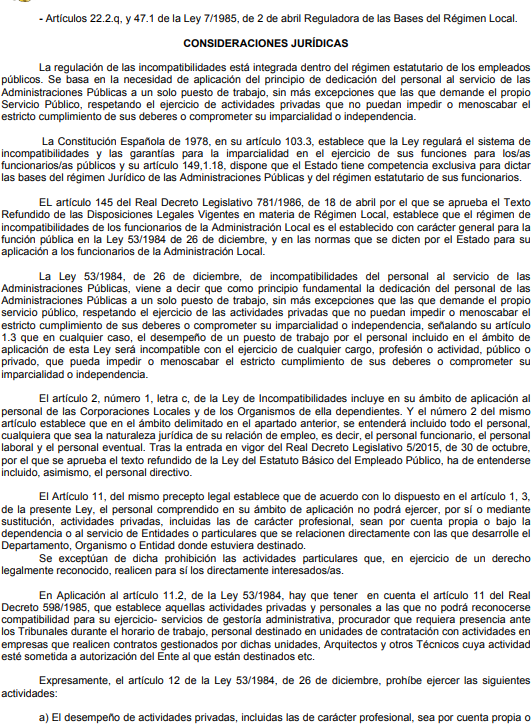 - Artículos 22.2.q, y 47.1 de la Ley 7/1985, de 2 de abril Reguladora de las Bases del Régimen Local.
CONSIDERACIONES JURÍDICAS
La regulación de las incompatibilidades está integrada dentro del régimen estatutario de los empleados
públicos. Se basa en la necesidad de aplicación del principio de dedicación del personal al servicio de las
Administraciones Públicas a un solo puesto de trabajo, sin más excepciones que las que demande el propio
Servicio Público, respetando el ejercicio de actividades privadas que no puedan impedir o menoscabar el
estricto cumplimiento de sus deberes o comprometer su imparcialidad o independencia.
La Constitución Española de 1978, en su artículo 103.3, establece que la Ley regulará el sistema de
incompatibilidades y las garantías para la imparcialidad en el ejercicio de sus funciones para los/as
funcionarios/as públicos y su artículo 149,1.18, dispone que el Estado tiene competencia exclusiva para dictar
las bases del régimen Jurídico de las Administraciones Públicas y del régimen estatutario de sus funcionarios.
EL artículo 145 del Real Decreto Legislativo 781/1986, de 18 de abril por el que se aprueba el Texto
Refundido de las Disposiciones Legales Vigentes en materia de Régimen Local, establece que el régimen de
incompatibilidades de los funcionarios de la Administración Local es el establecido con carácter general para la
función pública en la Ley 53/1984 de 26 de diciembre, y en las normas que se dicten por el Estado para su
aplicación a los funcionarios de la Administración Local.
La Ley 53/1984, de 26 de diciembre, de incompatibilidades del personal al servicio de las
Administraciones Públicas, viene a decir que como principio fundamental la dedicación del personal de las
Administraciones Públicas a un solo puesto de trabajo, sin más excepciones que las que demande el propio
servicio público, respetando el ejercicio de las actividades privadas que no puedan impedir o menoscabar el
estricto cumplimiento de sus deberes o comprometer su imparcialidad o independencia, señalando su artículo
1.3 que en cualquier caso, el desempeño de un puesto de trabajo por el personal incluido en el ámbito de
aplicación de esta Ley será incompatible con el ejercicio de cualquier cargo, profesión o actividad, público o
privado, que pueda impedir o menoscabar el estricto cumplimiento de sus deberes o comprometer su
imparcialidad o independencia.
El artículo 2, número 1, letra c, de la Ley de Incompatibilidades incluye en su ámbito de aplicación al
personal de las Corporaciones Locales y de los Organismos de ella dependientes. Y el número 2 del mismo
artículo establece que en el ámbito delimitado en el apartado anterior, se entenderá incluido todo el personal,
cualquiera que sea la naturaleza jurídica de su relación de empleo, es decir, el personal funcionario, el personal
laboral y el personal eventual. Tras la entrada en vigor del Real Decreto Legislativo 5/2015, de 30 de octubre,
por el que se aprueba el texto refundido de la Ley del Estatuto Básico del Empleado Público, ha de entenderse
incluido, asimismo, el personal directivo.
El Artículo 11, del mismo precepto legal establece que de acuerdo con lo dispuesto en el artículo 1, 3,
de la presente Ley, el personal comprendido en su ámbito de aplicación no podrá ejercer, por sí o mediante
sustitución, actividades privadas, incluidas las de carácter profesional, sean por cuenta propia o bajo la
dependencia o al servicio de Entidades o particulares que se relacionen directamente con las que desarrolle el
Departamento, Organismo o Entidad donde estuviera destinado.
Se exceptúan de dicha prohibición las actividades particulares que, en ejercicio de un derecho
legalmente reconocido, realicen para sí los directamente interesados/as.
En Aplicación al artículo 11.2, de la Ley 53/1984, hay que tener en cuenta el artículo 11 del Real
Decreto 598/1985, que establece aquellas actividades privadas y personales a las que no podrá reconocerse
compatibilidad para su ejercicio- servicios de gestoría administrativa, procurador que requiera presencia ante
los Tribunales durante el horario de trabajo, personal destinado en unidades de contratación con actividades en
empresas que realicen contratos gestionados por dichas unidades, Arquitectos y otros Técnicos cuya actividad
esté sometida a autorización del Ente al que están destinados etc.
Expresamente, el artículo 12 de la Ley 53/1984, de 26 de diciembre, prohíbe ejercer las siguientes
actividades:
a) El desempeño de actividades privadas, incluidas las de carácter profesional, sea por cuenta propia o